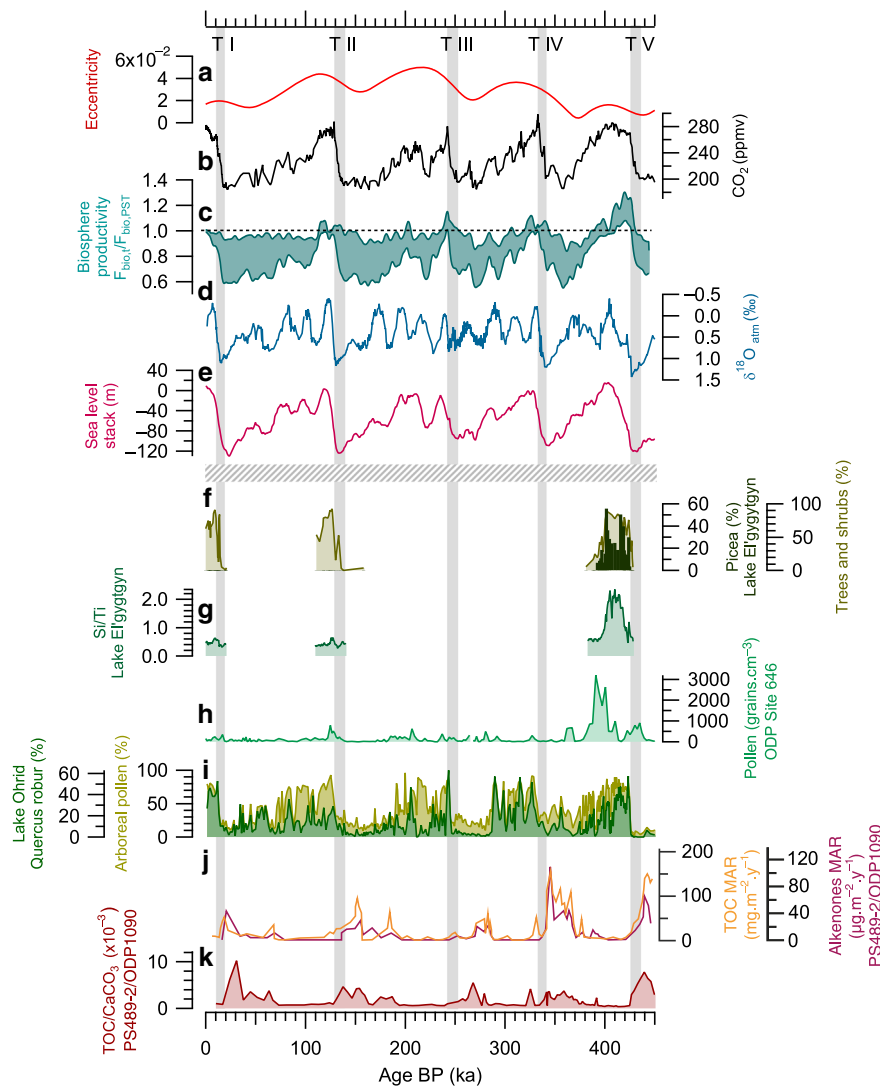 T I
T II
T III
T IV
T V
a
Eccentricity
6x10⁻²
4
2
0
b
280
240
200
CO₂ (ppmv)
c
Biosphere
productivity
F bio,t/F bio,PST
1.4
1.2
1.0
0.8
0.6
d
−0.5
0.0
0.5
1.0
1.5
δ¹⁸O atm (‰)
e
Sea level
stack (m)
40
0
−40
−80
−120
f
60
40
20
0
Picea (%)
Lake El'gygtgyn
100
50
0
Trees and shrubs (%)
g
Si/Ti
Lake El'gygtgyn
2.0
1.0
0.0
h
3000
2000
1000
0
Pollen (grains.cm⁻³)
ODP Site 646
i
Lake Ohrid
Quercus robur (%)
60
40
20
0
Arboreal pollen (%)
100
50
0
j
200
100
0
TOC MAR
(mg.m⁻².y⁻¹)
120
80
40
0
Alkenones MAR
(µg.m⁻².y⁻¹)
PS489-2/ODP1090
k
TOC/CaCO₃ (x10⁻³)
PS489-2/ODP1090
10
0
0
100
200
300
400
Age BP (ka)